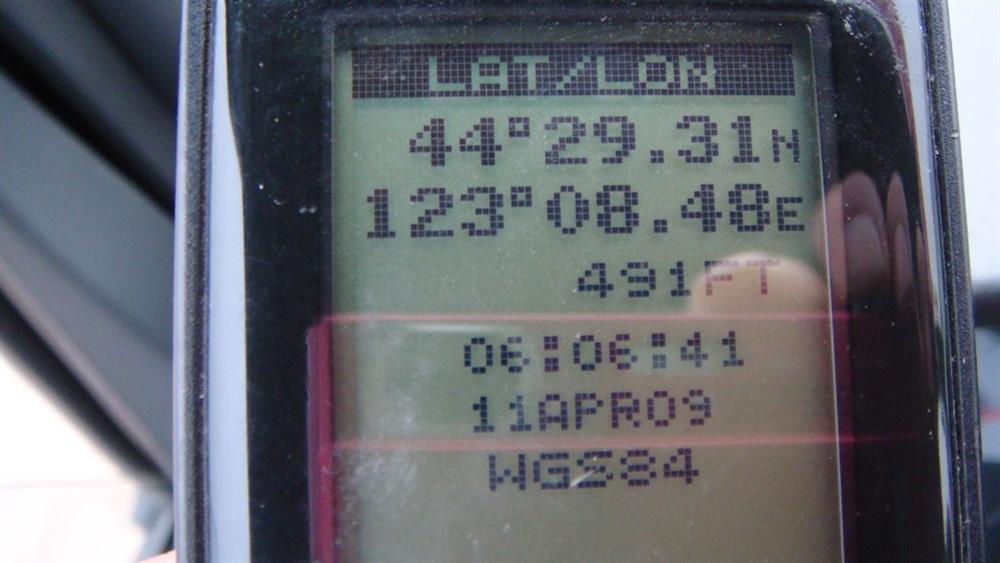 LAT/LON
44°29.31N
123°08.48E
491FT
06:06:41
11APR09
WGS84